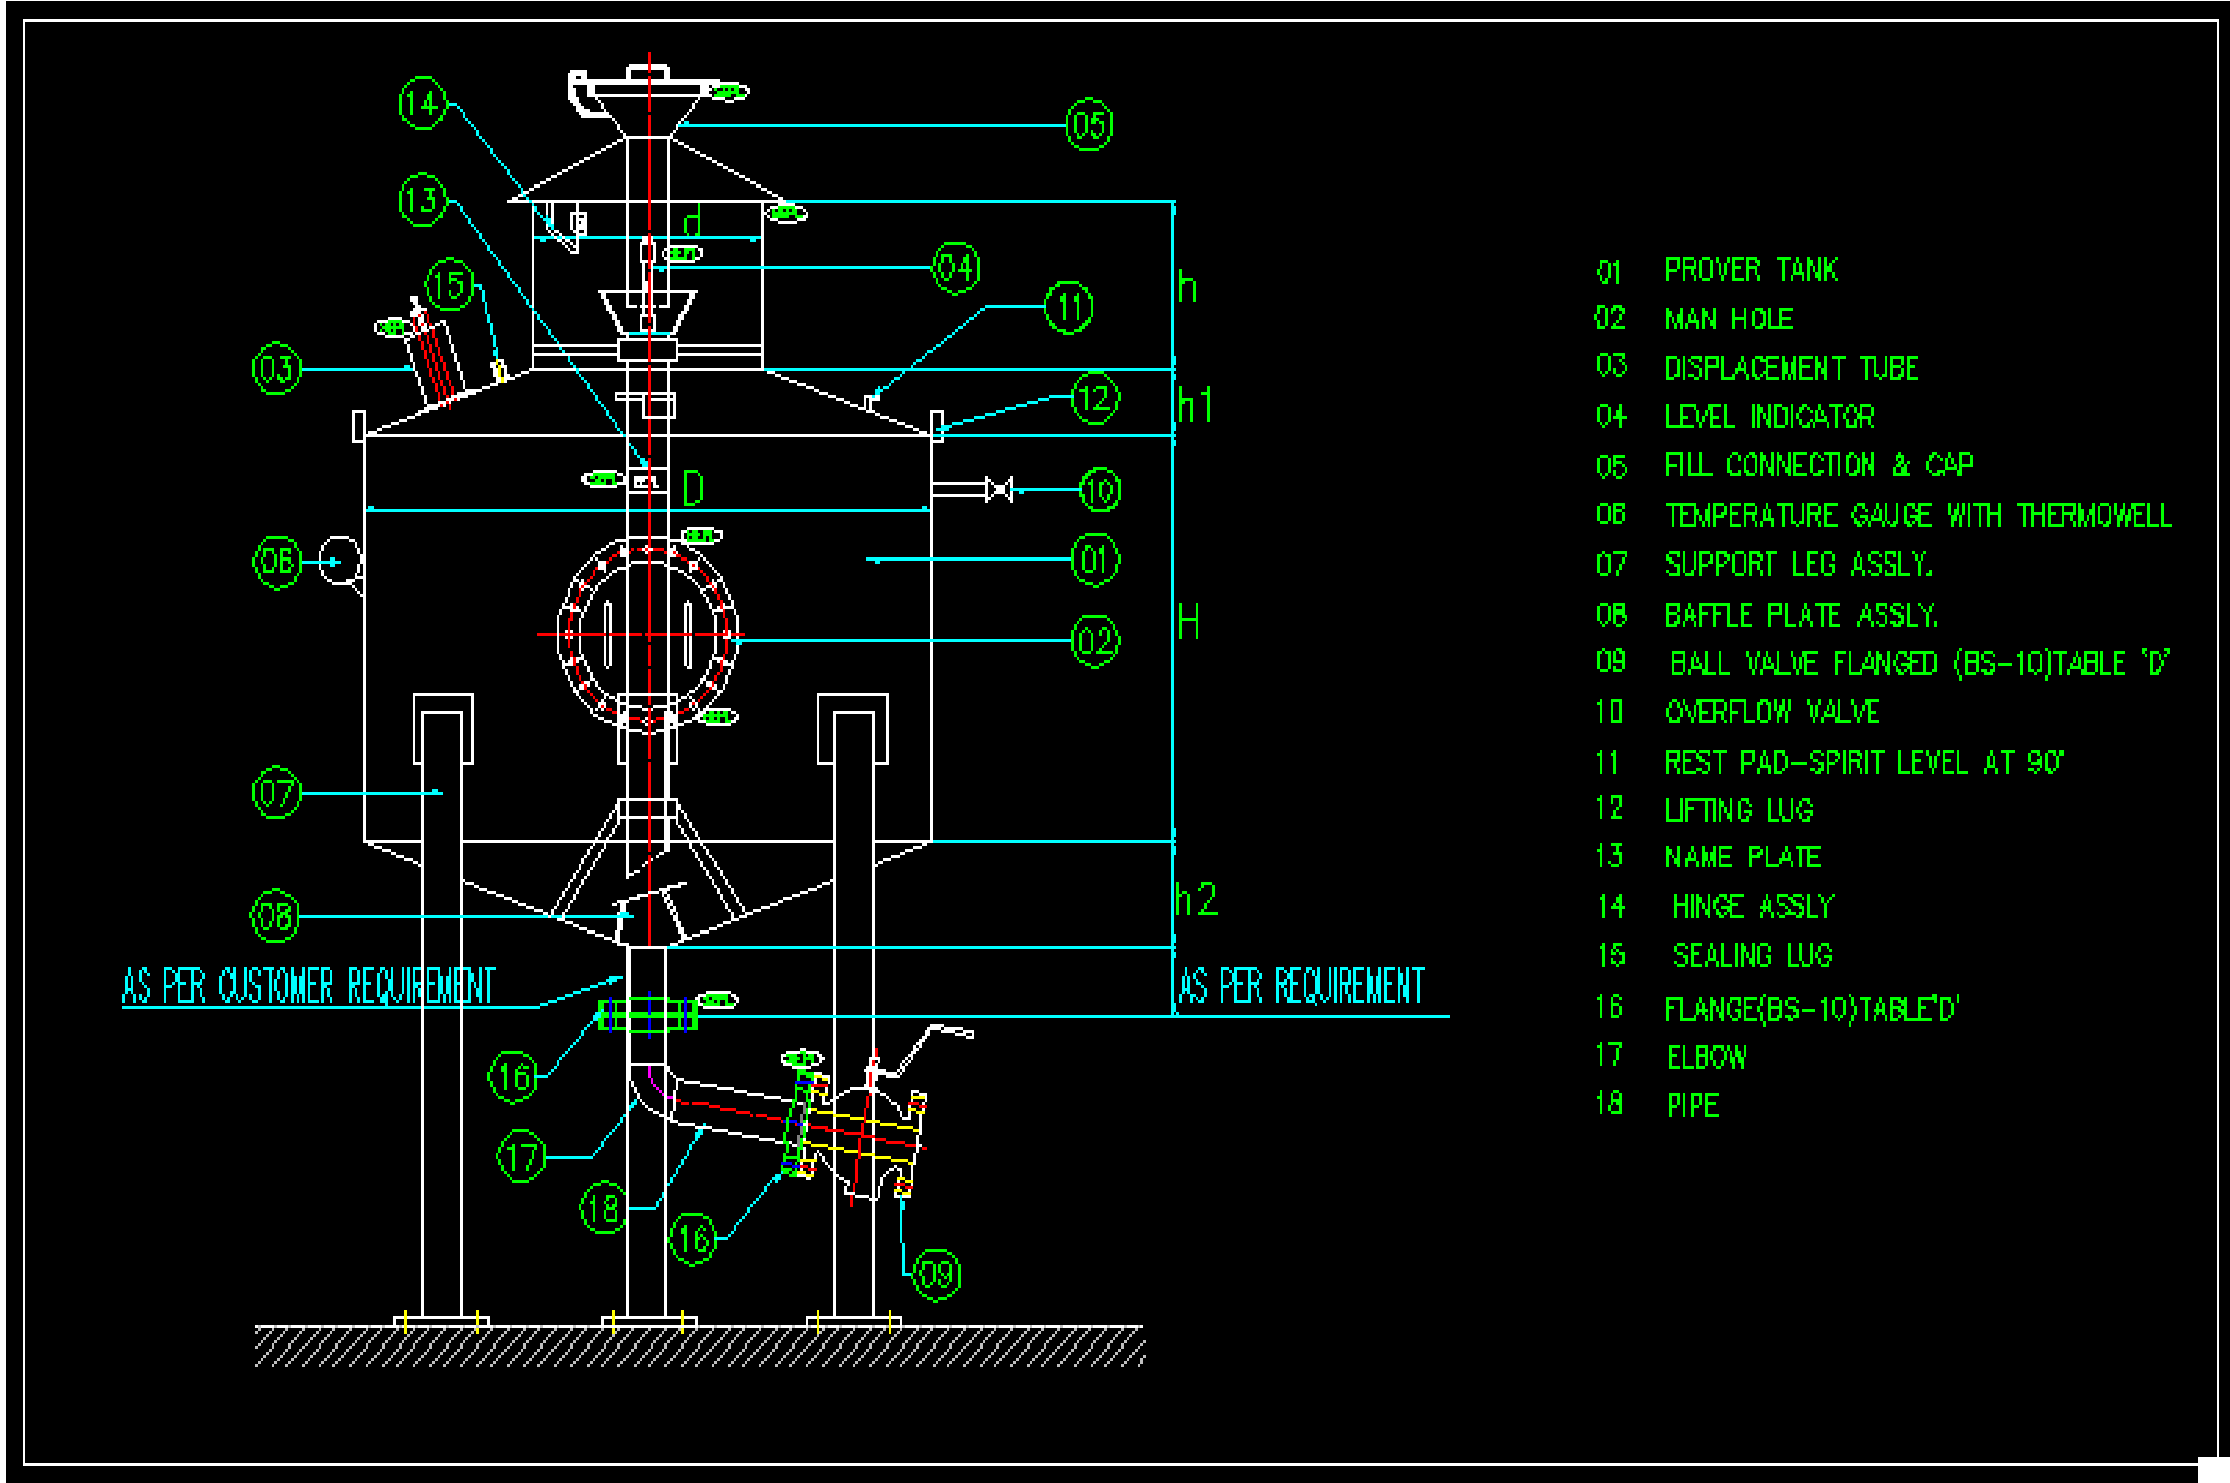 14
05
13
d
04
15
11
h
03
12
h1
D
10
06
01
H
02
07
08
h2
AS PER CUSTOMER REQUIREMENT
AS PER REQUIREMENT
16
17
18
16
09
01 PROVER TANK
02 MAN HOLE
03 DISPLACEMENT TUBE
04 LEVEL INDICATOR
05 FILL CONNECTION & CAP
06 TEMPERATURE GAUGE WITH THERMOWELL
07 SUPPORT LEG ASSLY.
08 BAFFLE PLATE ASSLY.
09 BALL VALVE FLANGED (BS-10)TABLE 'D'
10 OVERFLOW VALVE
11 REST PAD-SPIRIT LEVEL AT 90'
12 LIFTING LUG
13 NAME PLATE
14 HINGE ASSLY
15 SEALING LUG
16 FLANGE(BS-10)TABLE'D'
17 ELBOW
18 PIPE